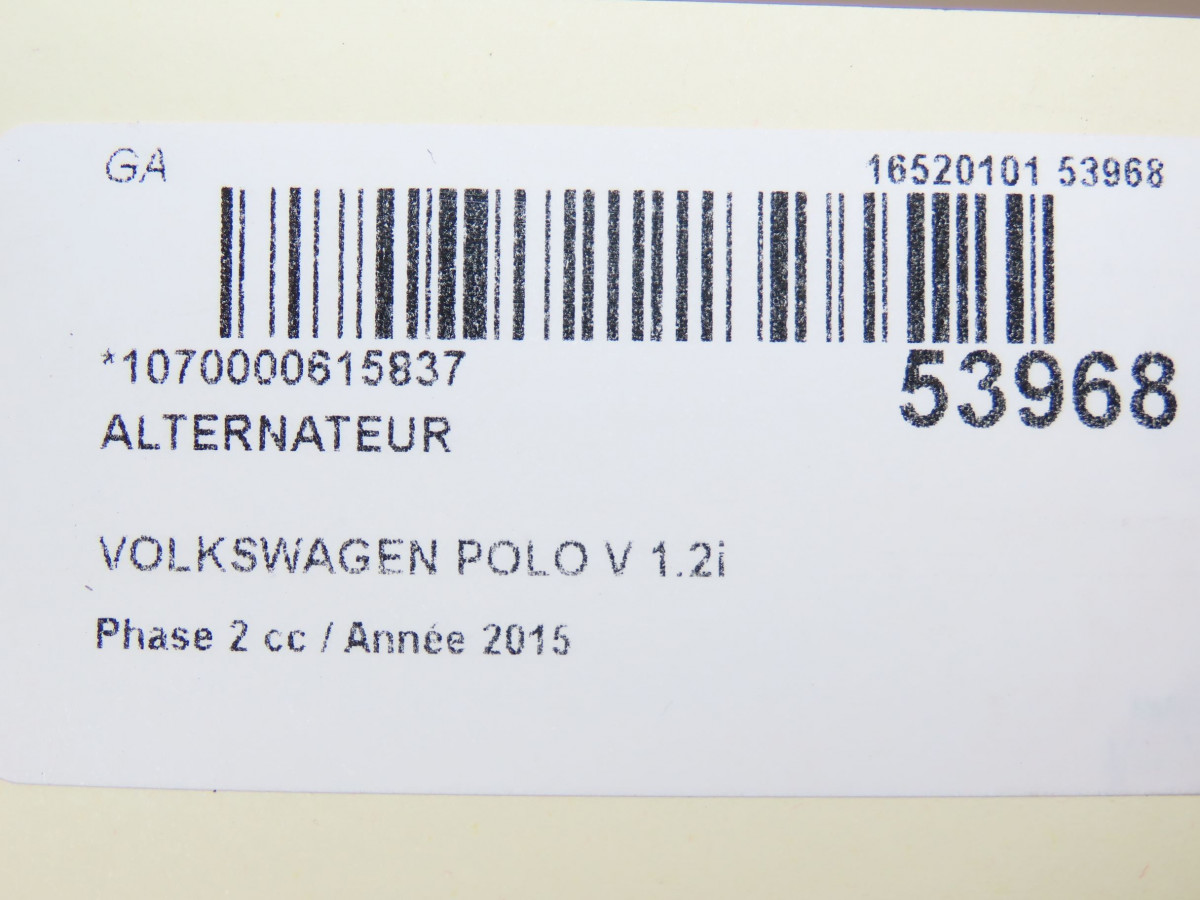 GA
16520101 53968
*1070000615837
53968
ALTERNATEUR
VOLKSWAGEN POLO V 1.2i
Phase 2 cc / Année 2015